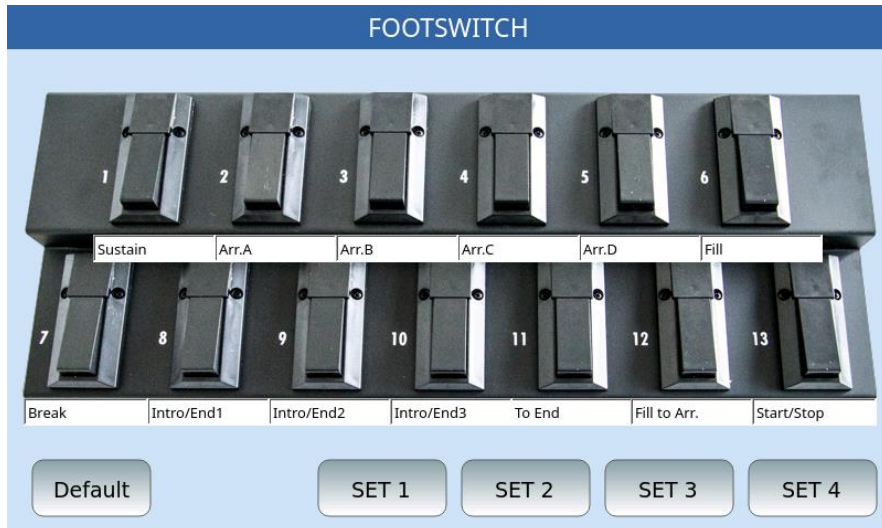 FOOTSWITCH
1 2 3 4 5 6
Sustain Arr.A Arr.B Arr.C Arr.D Fill
7 8 9 10 11 12 13
Break Intro/End1 Intro/End2 Intro/End3 To End Fill to Arr. Start/Stop
Default SET 1 SET 2 SET 3 SET 4